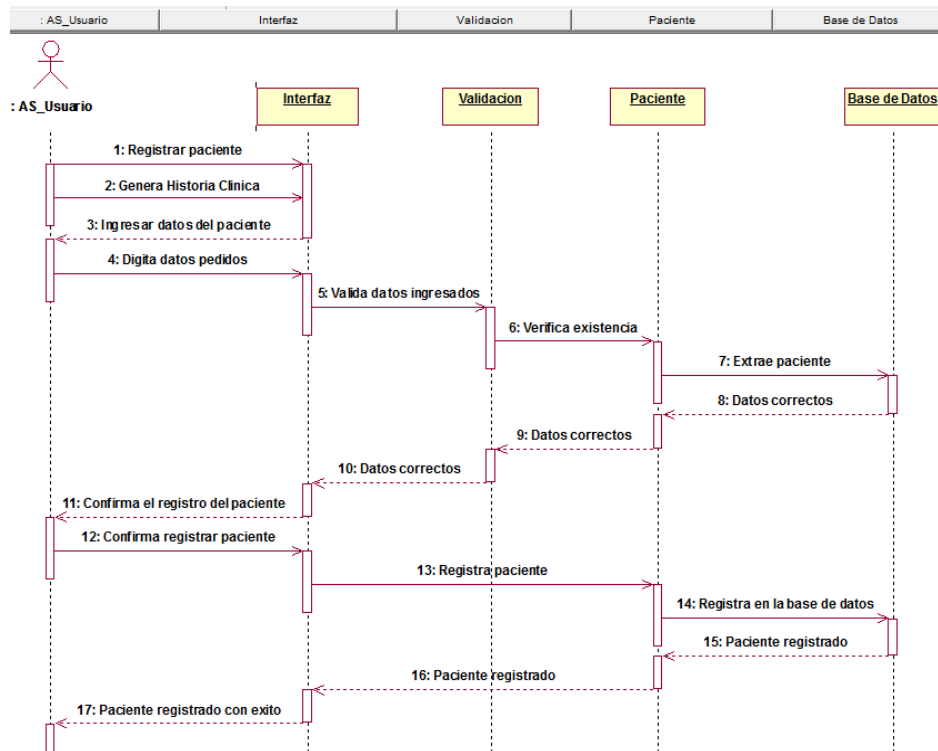 : AS_Usuario Interfaz Validacion Paciente Base de Datos
: AS_Usuario
Interfaz Validacion Paciente Base de Datos
1: Registrar paciente
2: Genera Historia Clinica
3: Ingresar datos del paciente
4: Digita datos pedidos
5: Valida datos ingresados
6: Verifica existencia
7: Extrae paciente
8: Datos correctos
9: Datos correctos
10: Datos correctos
11: Confirma el registro del paciente
12: Confirma registrar paciente
13: Registra paciente
14: Registra en la base de datos
15: Paciente registrado
16: Paciente registrado
17: Paciente registrado con exito